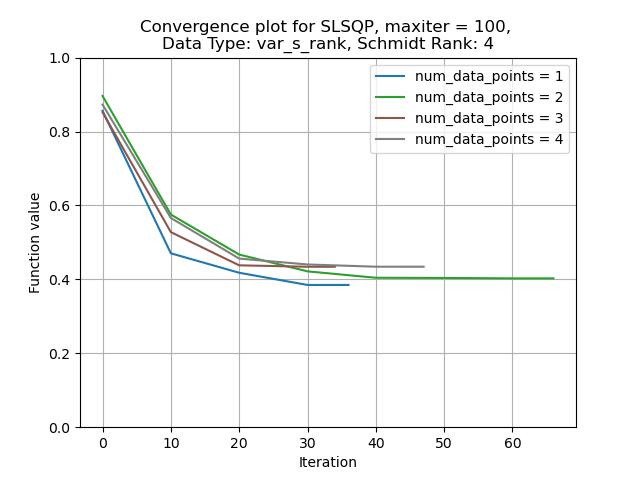 Convergence plot for SLSQP, maxiter = 100,
Data Type: var_s_rank, Schmidt Rank: 4
num_data_points = 1
num_data_points = 2
num_data_points = 3
num_data_points = 4
Function value
1.0
0.8
0.6
0.4
0.2
0.0
0 10 20 30 40 50 60
Iteration